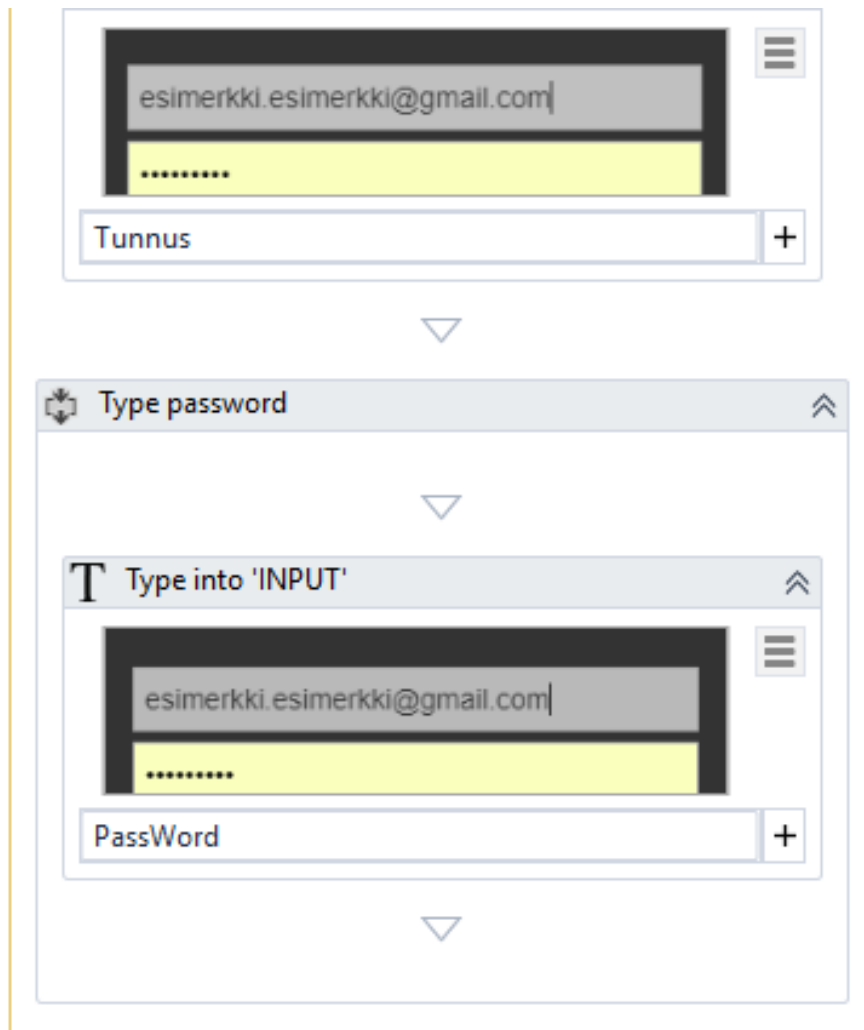 esimerkki.esimerkki@gmail.com
•••••••••
Tunnus
+
Type password
T Type into 'INPUT'
esimerkki.esimerkki@gmail.com
•••••••••
PassWord
+